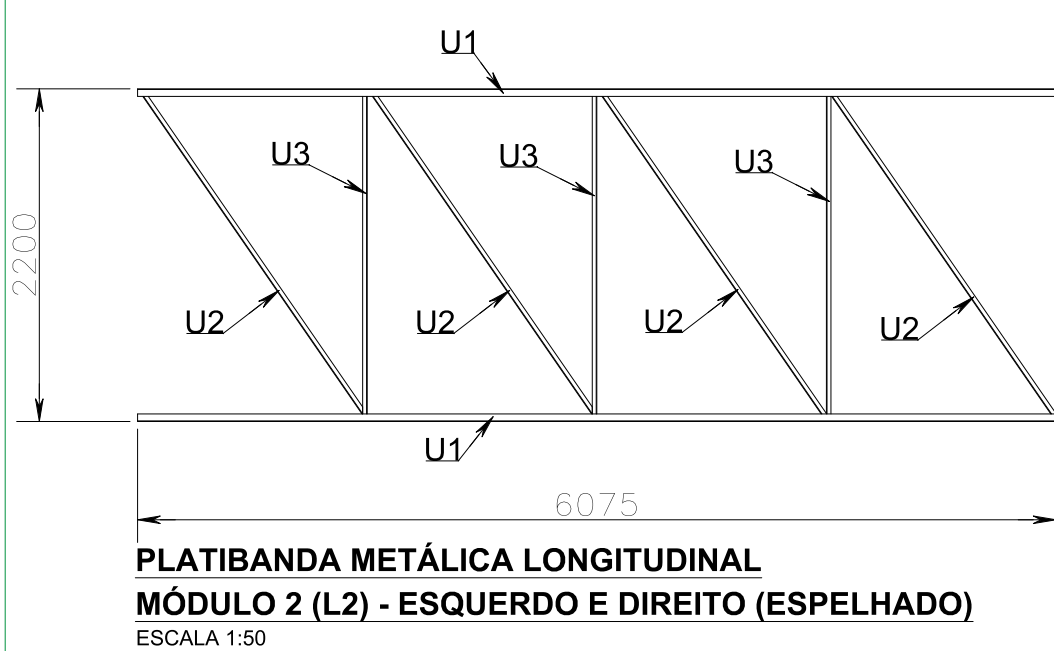 U1
U3
U3
U3
2200
U2
U2
U2
U2
U1
6075
PLATIBANDA METÁLICA LONGITUDINAL
MÓDULO 2 (L2) - ESQUERDO E DIREITO (ESPELHADO)
ESCALA 1:50